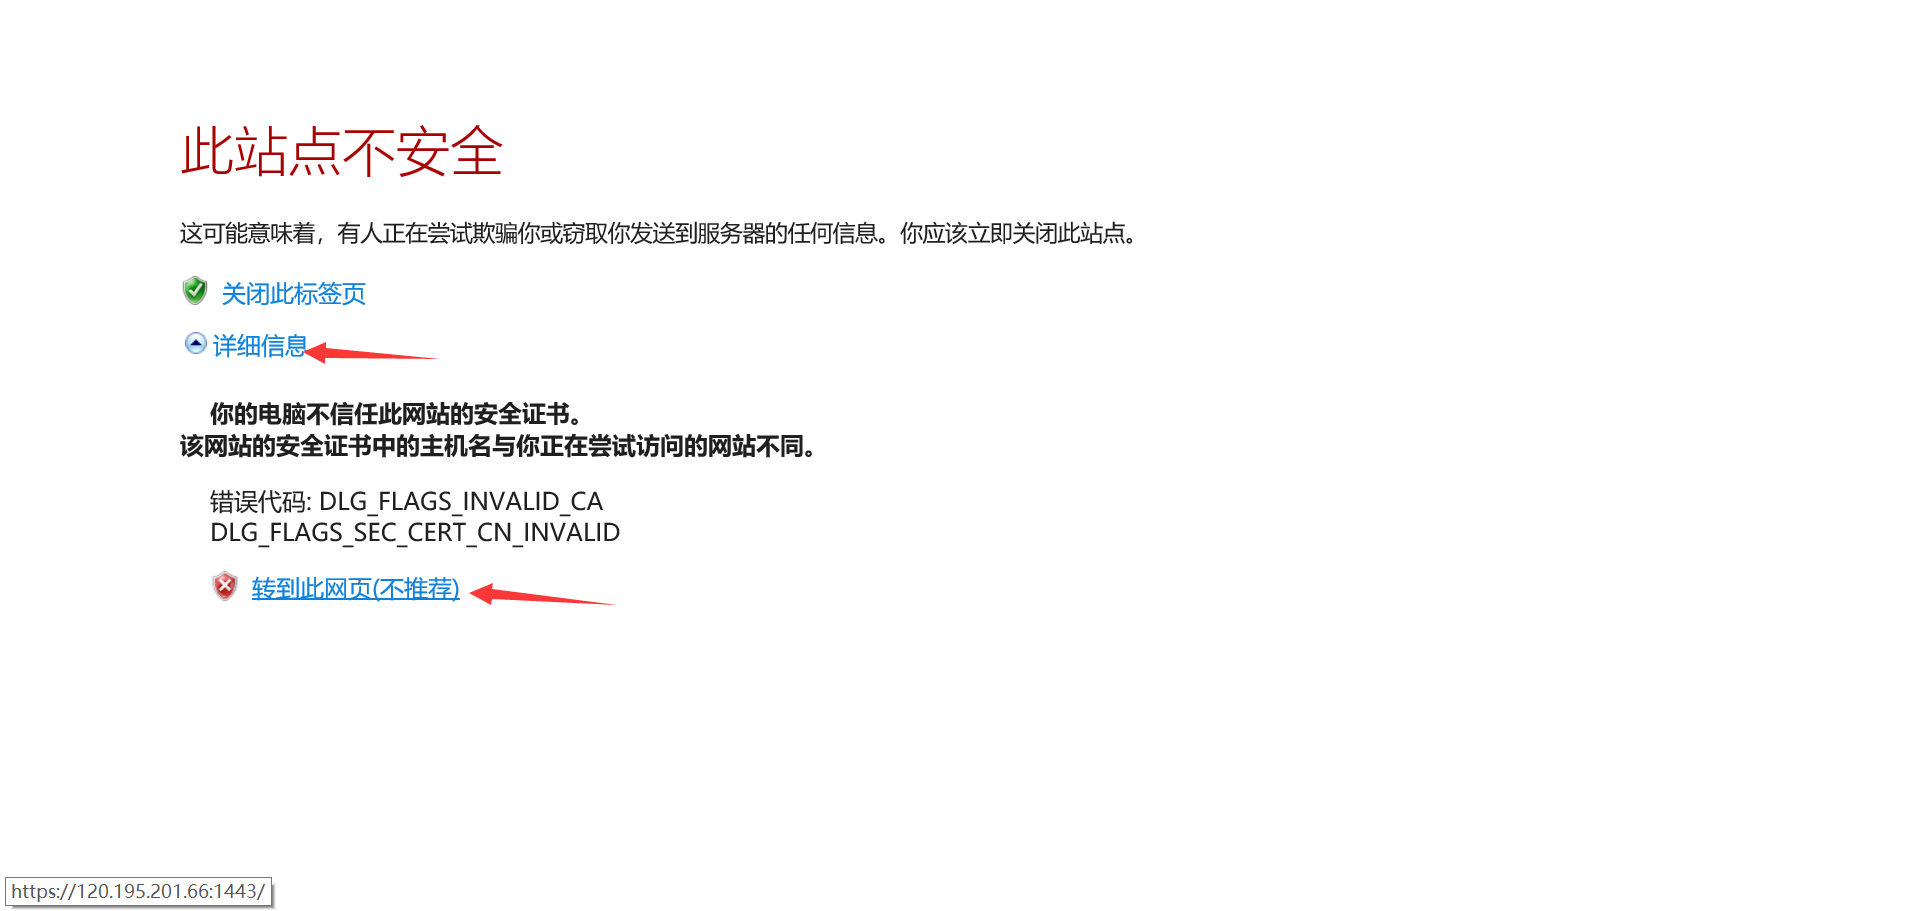 此站点不安全
这可能意味着，有人正在尝试欺骗你或窃取你发送到服务器的任何信息。你应该立即关闭此站点。
关闭此标签页
详细信息
你的电脑不信任此网站的安全证书。
该网站的安全证书中的主机名与你正在尝试访问的网站不同。
错误代码: DLG_FLAGS_INVALID_CA
DLG_FLAGS_SEC_CERT_CN_INVALID
转到此网页(不推荐)
https://120.195.201.66:1443/